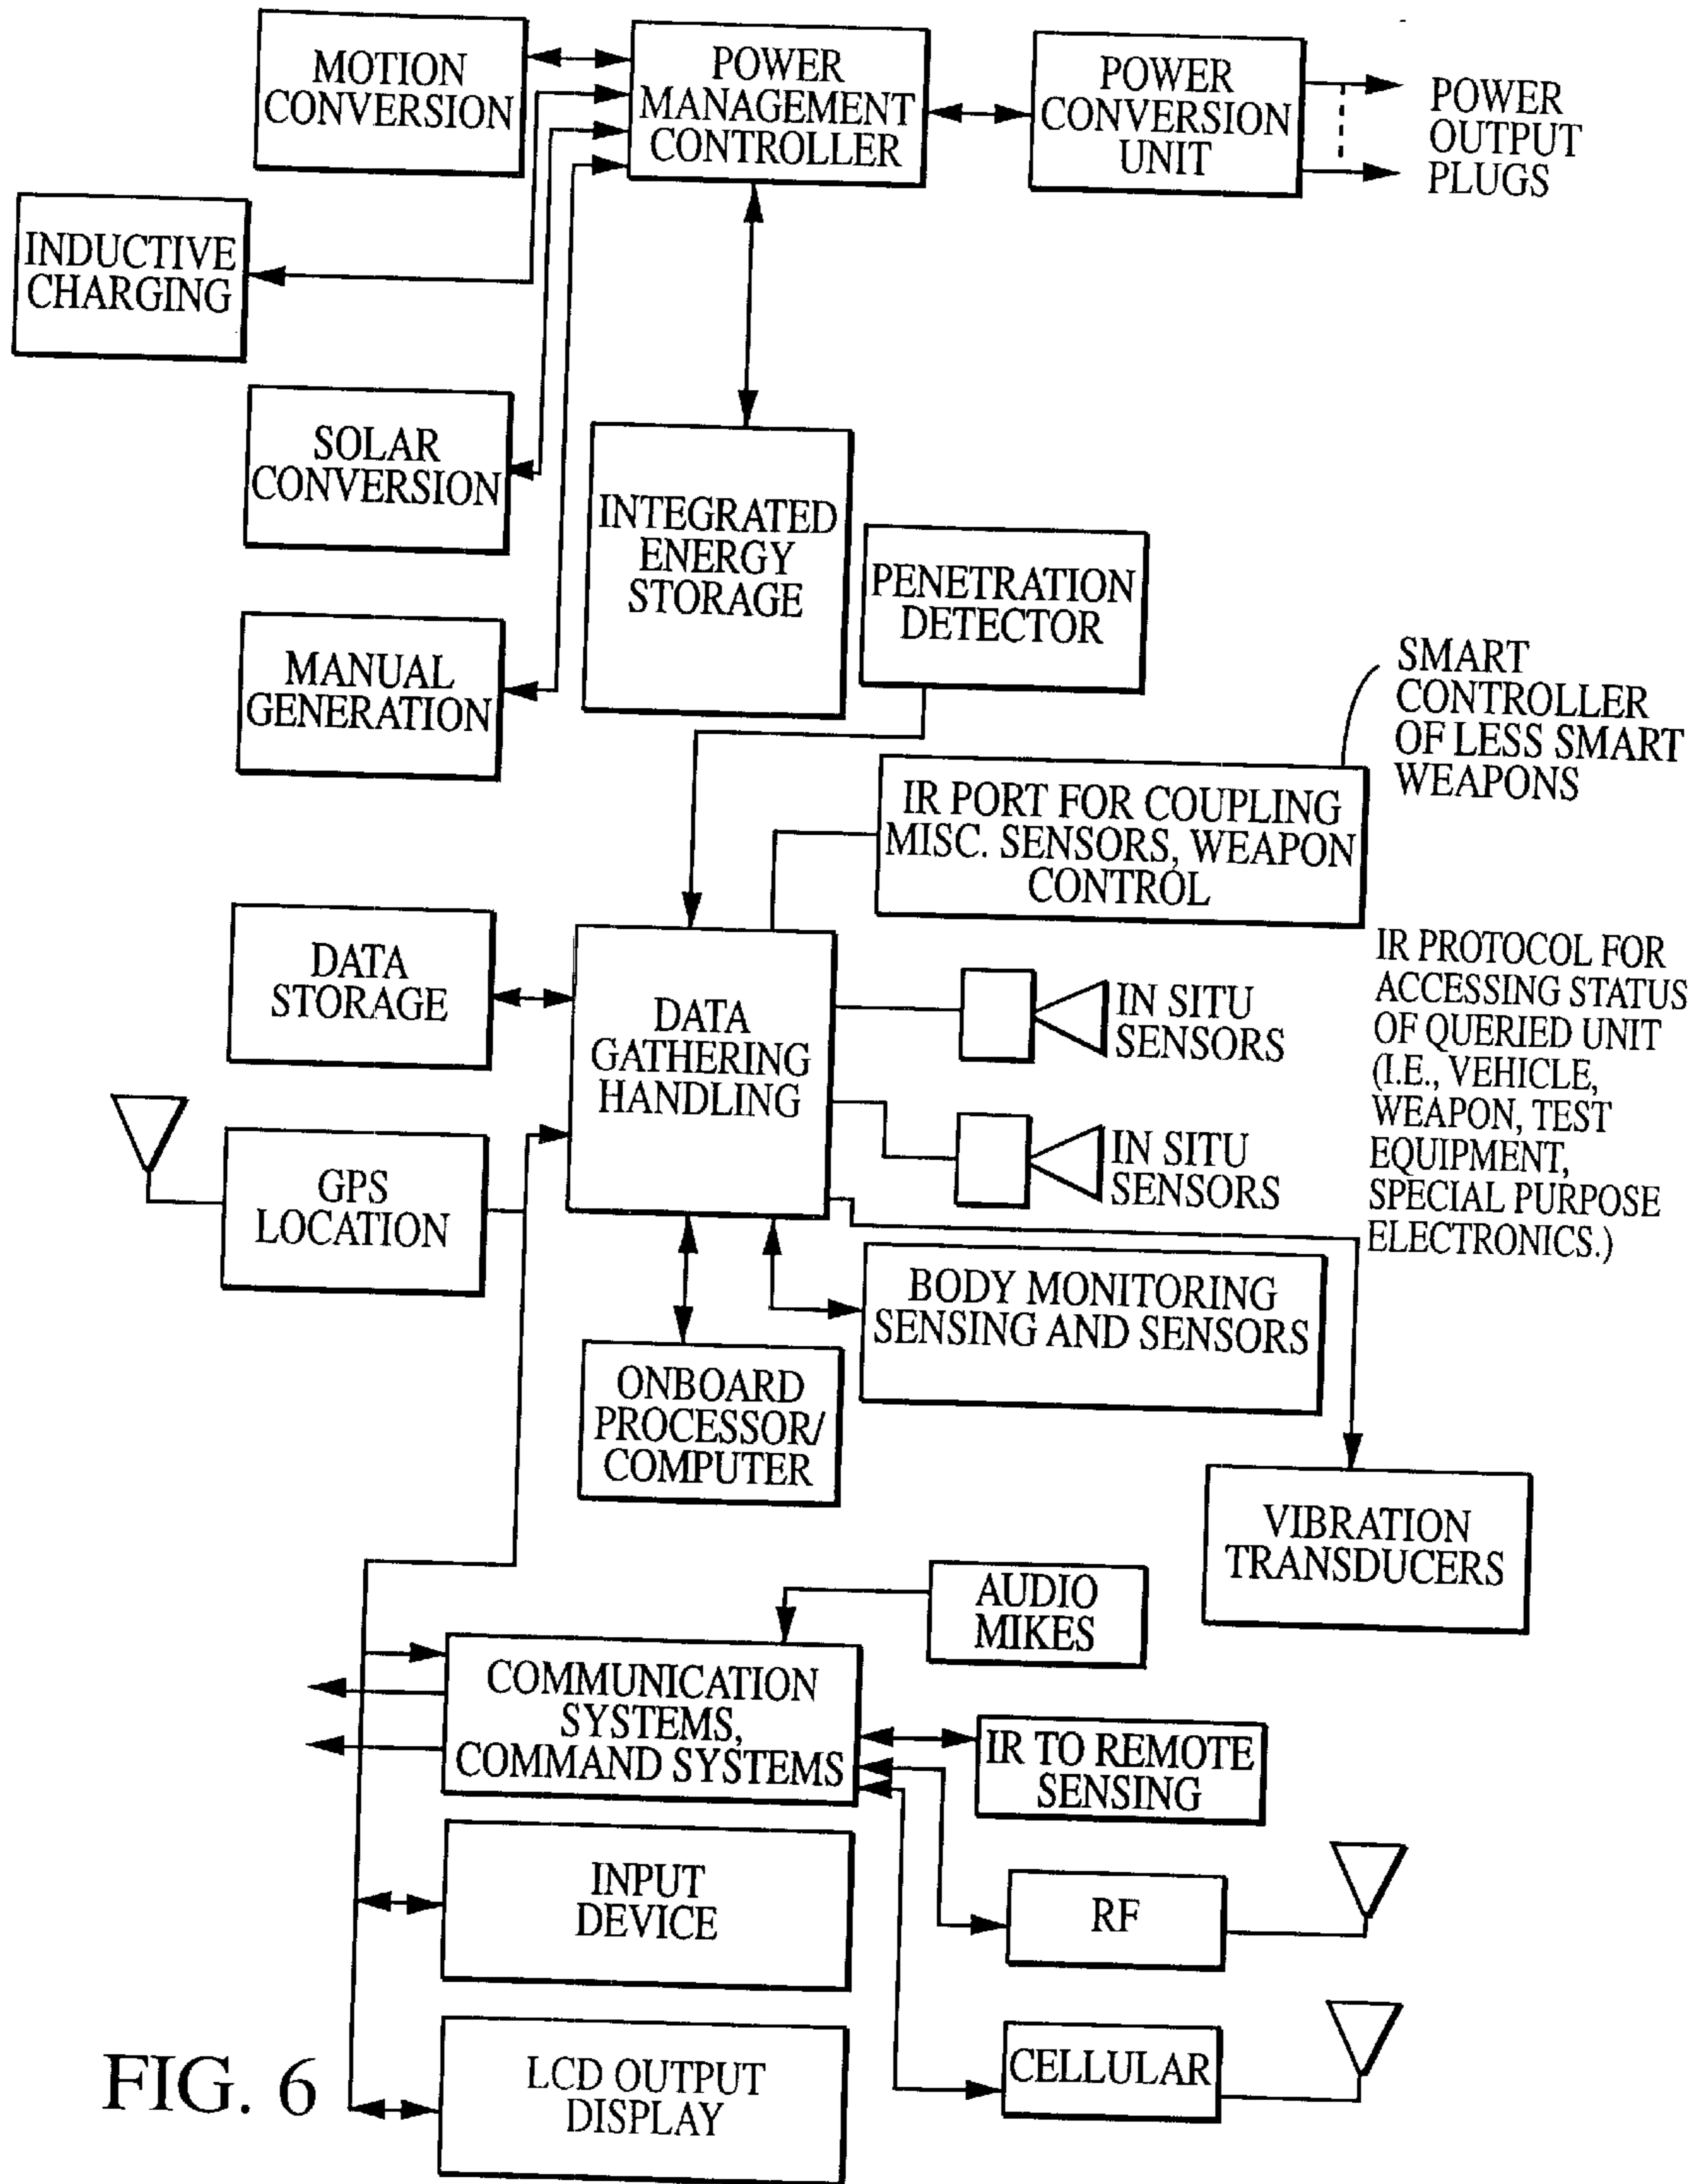 MOTION
CONVERSION
POWER
MANAGEMENT
CONTROLLER
POWER
CONVERSION
UNIT
POWER
OUTPUT
PLUGS
INDUCTIVE
CHARGING
SOLAR
CONVERSION
INTEGRATED
ENERGY
STORAGE
PENETRATION
DETECTOR
MANUAL
GENERATION
SMART
CONTROLLER
OF LESS SMART
WEAPONS
IR PORT FOR COUPLING
MISC. SENSORS, WEAPON
CONTROL
DATA
STORAGE
DATA
GATHERING
HANDLING
IN SITU
SENSORS
IN SITU
SENSORS
IR PROTOCOL FOR
ACCESSING STATUS
OF QUERIED UNIT
(I.E., VEHICLE,
WEAPON, TEST
EQUIPMENT,
SPECIAL PURPOSE
ELECTRONICS.)
GPS
LOCATION
BODY MONITORING
SENSING AND SENSORS
ONBOARD
PROCESSOR/
COMPUTER
VIBRATION
TRANSDUCERS
AUDIO
MIKES
COMMUNICATION
SYSTEMS,
COMMAND SYSTEMS
IR TO REMOTE
SENSING
INPUT
DEVICE
RF
LCD OUTPUT
DISPLAY
CELLULAR
FIG. 6